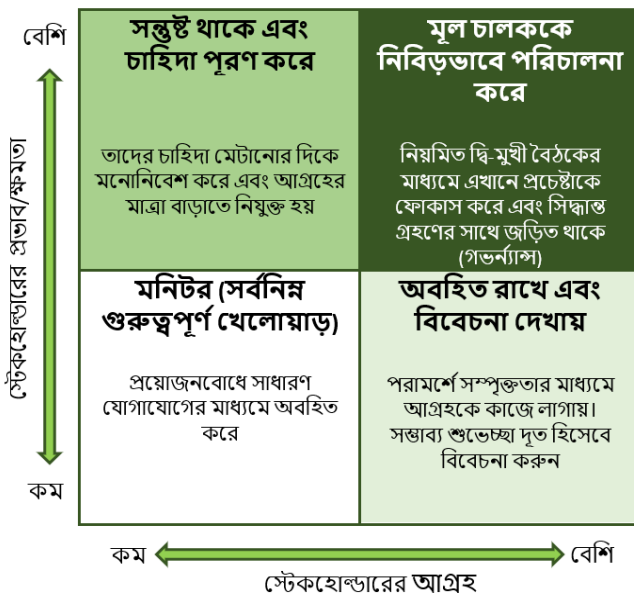 বেশি
সন্তুষ্ট থাকে এবং
চাহিদা পূরণ করে
তাদের চাহিদা মেটানোর দিকে
মনোনিবেশ করে এবং আগ্রহের
মাত্রা বাড়াতে নিযুক্ত হয়
মূল চালককে
নিবিড়ভাবে পরিচালনা
করে
নিয়মিত দ্বি-মুখী বৈঠকের
মাধ্যমে এখানে প্রচেষ্টাকে
ফোকাস করে এবং সিদ্ধান্ত
গ্রহণের সাথে জড়িত থাকে
(গভর্ন্যান্স)
স্টেকহোল্ডারের প্রভাব/ক্ষমতা
মনিটর (সর্বনিম্ন
গুরুত্বপূর্ণ খেলোয়াড়)
প্রয়োজনবোধে সাধারণ
যোগাযোগের মাধ্যমে অবহিত
করে
অবহিত রাখে এবং
বিবেচনা দেখায়
পরামর্শে সম্পৃক্ততার মাধ্যমে
আগ্রহকে কাজে লাগায়।
সম্ভাব্য শুভেচ্ছা দূত হিসেবে
বিবেচনা করুন
কম
কম
বেশি
স্টেকহোল্ডারের আগ্রহ